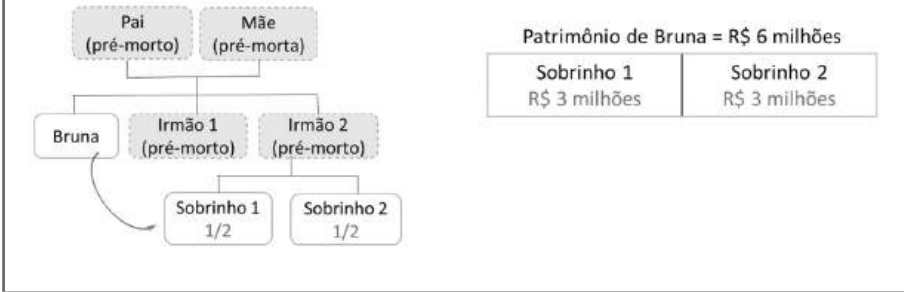 Pai
(pré-morto)
Mãe
(pré-morta)
Bruna
Irmão 1
(pré-morto)
Irmão 2
(pré-morto)
Sobrinho 1
1/2
Sobrinho 2
1/2
Patrimônio de Bruna = R$ 6 milhões
Sobrinho 1
R$ 3 milhões
Sobrinho 2
R$ 3 milhões